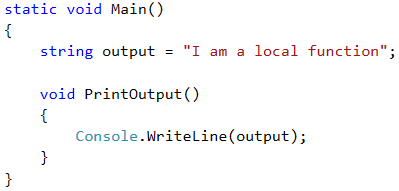 static void Main()
{
    string output = "I am a local function";

    void PrintOutput()
    {
        Console.WriteLine(output);
    }
}